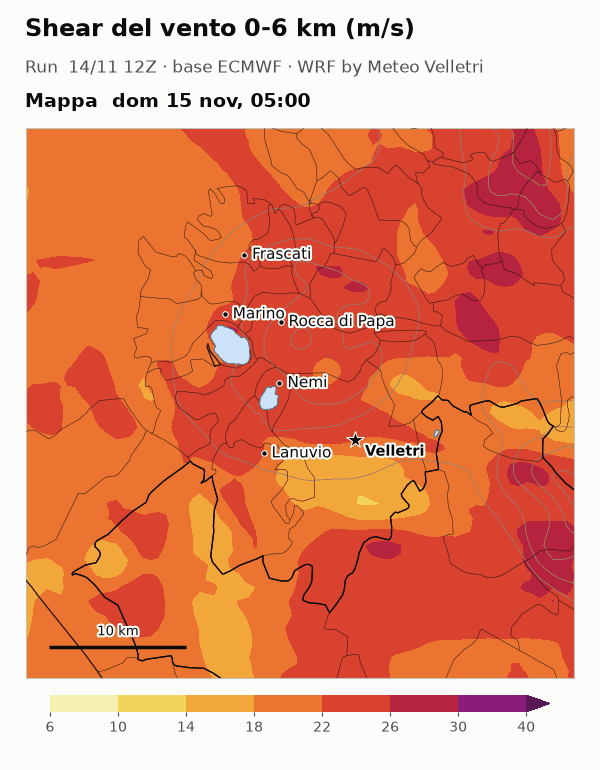 Shear del vento 0-6 km (m/s)
Run  14/11 12Z · base ECMWF · WRF by Meteo Velletri
Mappa  dom 15 nov, 05:00
Frascati
Marino
Rocca di Papa
Nemi
Velletri
Lanuvio
10 km
6 10 14 18 22 26 30 40